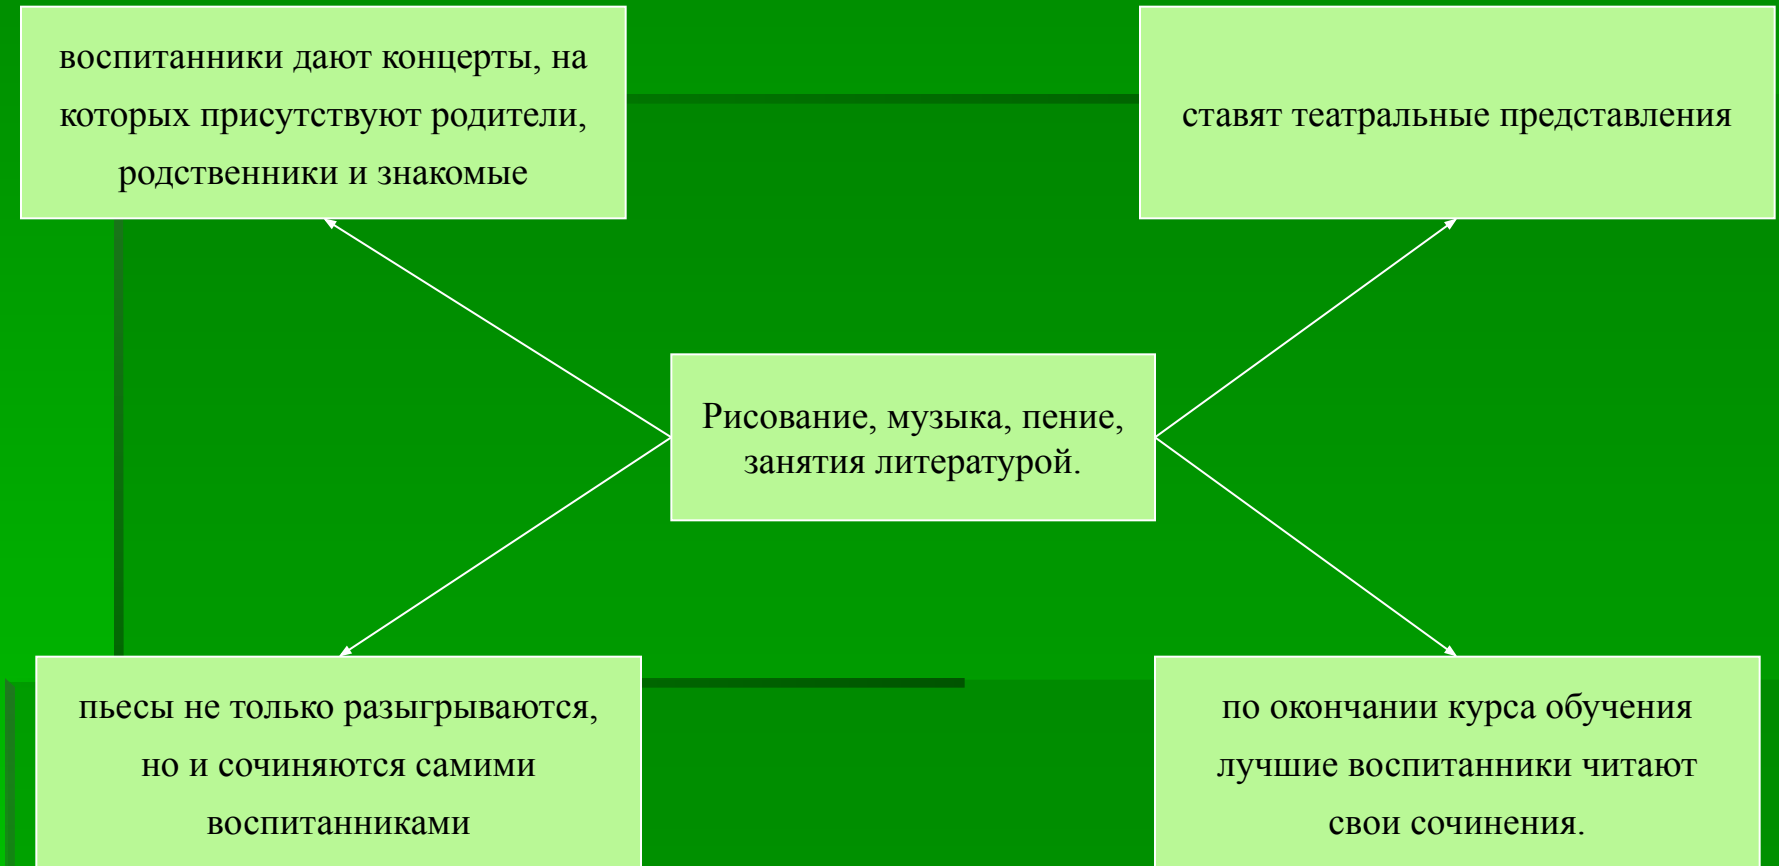 воспитанники дают концерты, на
которых присутствуют родители,
родственники и знакомые
ставят театральные представления
Рисование, музыка, пение,
занятия литературой.
пьесы не только разыгрываются,
но и сочиняются самими
воспитанниками
по окончании курса обучения
лучшие воспитанники читают
свои сочинения.